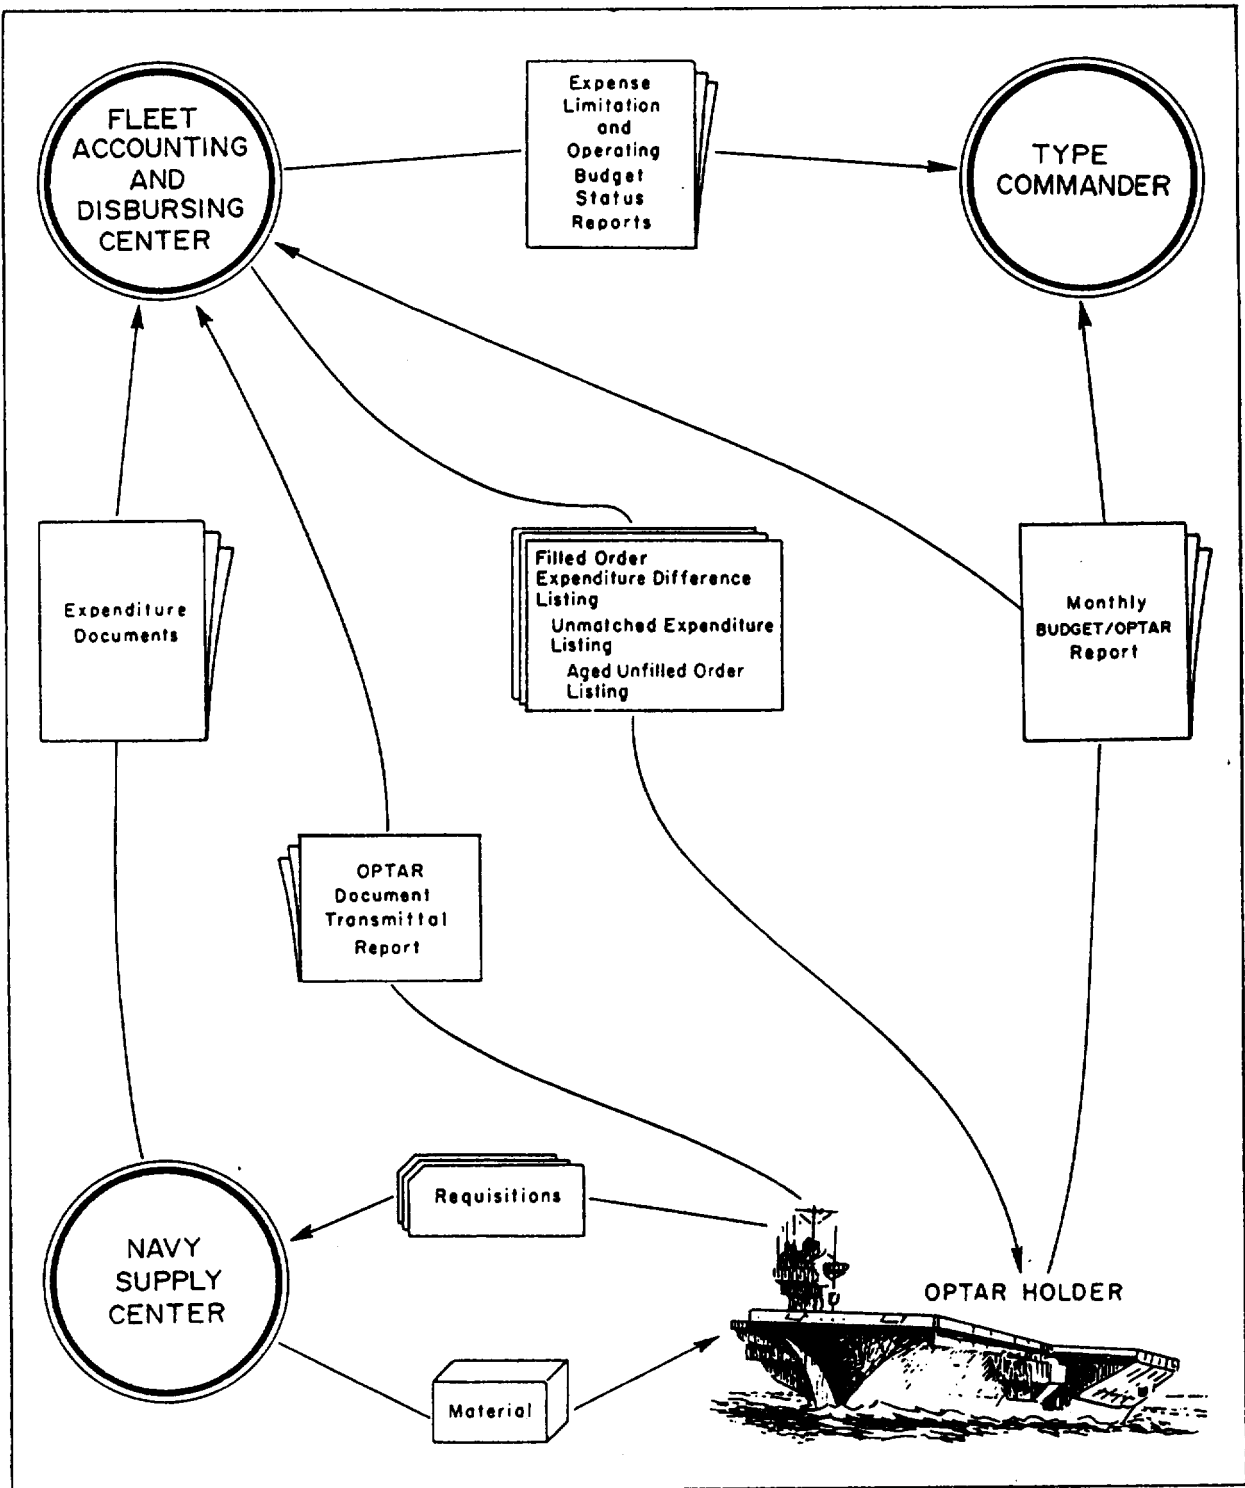 FLEET
ACCOUNTING
AND
DISBURSING
CENTER
Expense
Limitation
and
Operating
Budget
Status
Reports
TYPE
COMMANDER
Expenditure
Documents
Filled Order
Expenditure Difference
Listing
Unmatched Expenditure
Listing
Aged Unfilled Order
Listing
Monthly
BUDGET/OPTAR
Report
OPTAR
Document
Transmittal
Report
Requisitions
NAVY
SUPPLY
CENTER
OPTAR HOLDER
Material